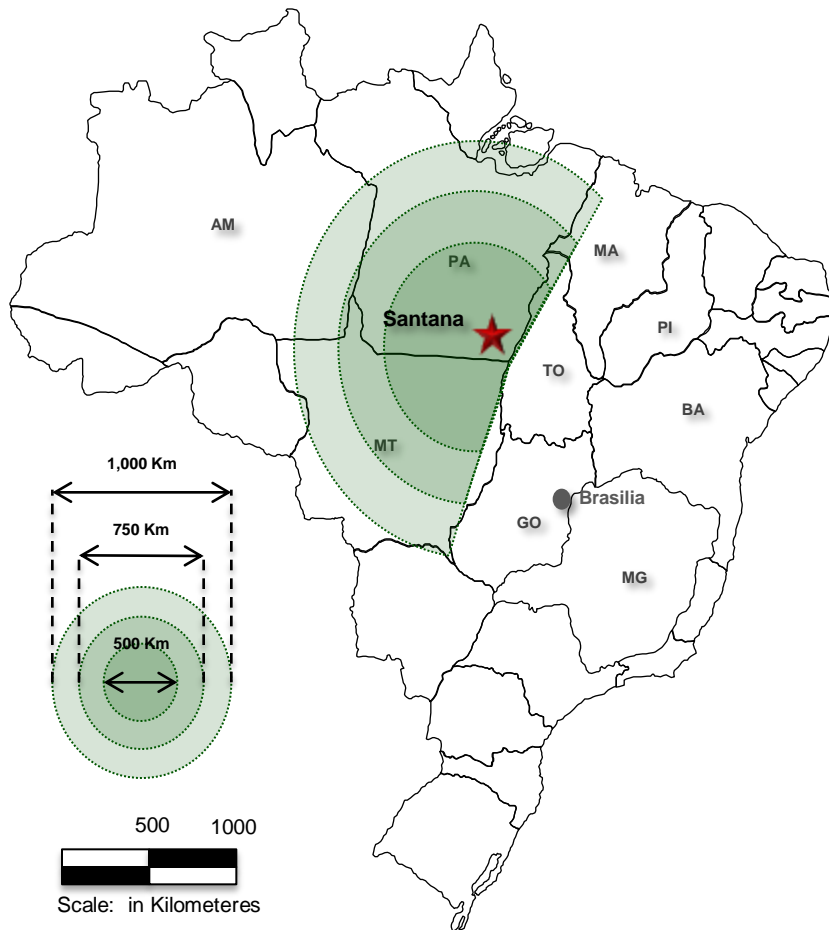 AM
PA
MA
Santana
PI
TO
BA
MT
1,000 Km
Brasilia
GO
750 Km
MG
500 Km
500 1000
Scale: in Kilometeres